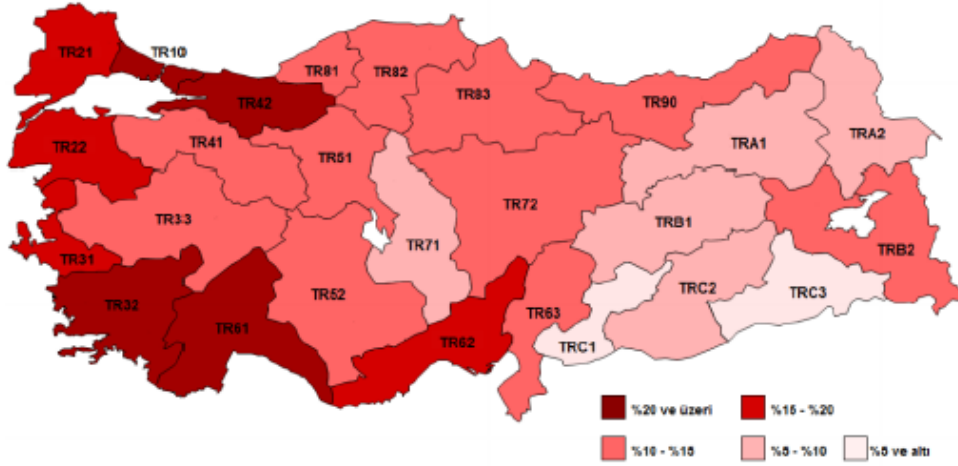 TR21
TR10
TR81
TR82
TR42
TR83
TR90
TR22
TR41
TR51
TRA1
TRA2
TR33
TR72
TRB1
TR71
TRB2
TR31
TR52
TRC2
TRC3
TR32
TR61
TR63
TR62
TRC1
%20 ve üzeri
%15 - %20
%10 - %15
%5 - %10
%5 ve altı